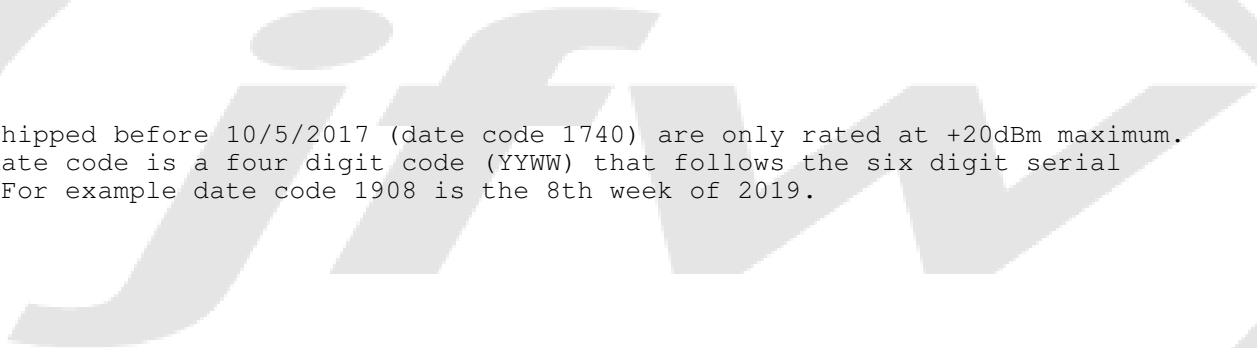 hipped before 10/5/2017 (date code 1740) are only rated at +20dBm maximum.
ate code is a four digit code (YYWW) that follows the six digit serial
For example date code 1908 is the 8th week of 2019.
jfw